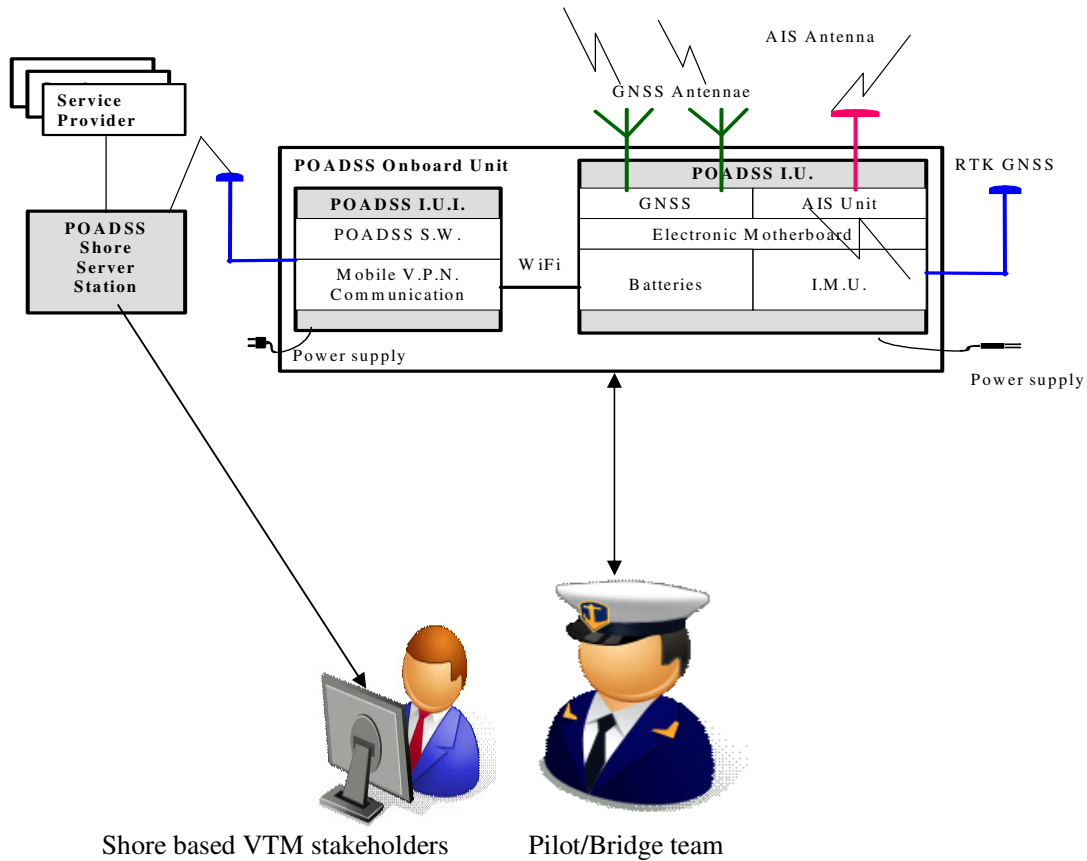 AIS Antenna
GNSS Antennae
Service
Provider
POADSS Onboard Unit
POADSS I.U.
RTK GNSS
POADSS I.U.I.
GNSS
AIS Unit
POADSS
Shore
Server
Station
POADSS S.W.
Electronic Motherboard
WiFi
Mobile V.P.N.
Communication
Batteries
I.M.U.
Power supply
Power supply
Shore based VTM stakeholders
Pilot/Bridge team